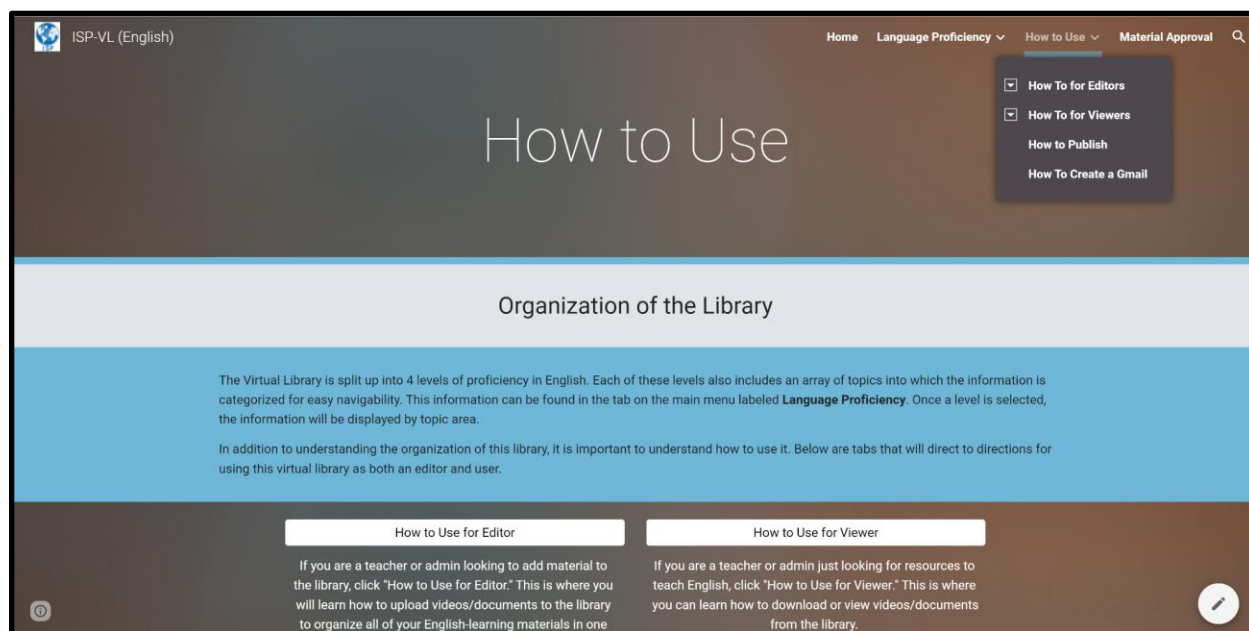 ISP-VL (English)
Home Language Proficiency How to Use Material Approval
How To for Editors
How To for Viewers
How to Publish
How To Create a Gmail
How to Use
Organization of the Library
The Virtual Library is split up into 4 levels of proficiency in English. Each of these levels also includes an array of topics into which the information is
categorized for easy navigability. This information can be found in the tab on the main menu labeled Language Proficiency. Once a level is selected,
the information will be displayed by topic area.
In addition to understanding the organization of this library, it is important to understand how to use it. Below are tabs that will direct to directions for
using this virtual library as both an editor and user.
How to Use for Editor
If you are a teacher or admin looking to add material to
the library, click "How to Use for Editor." This is where you
will learn how to upload videos/documents to the library
to organize all of your English-learning materials in one
How to Use for Viewer
If you are a teacher or admin just looking for resources to
teach English, click "How to Use for Viewer." This is where
you can learn how to download or view videos/documents
from the library.